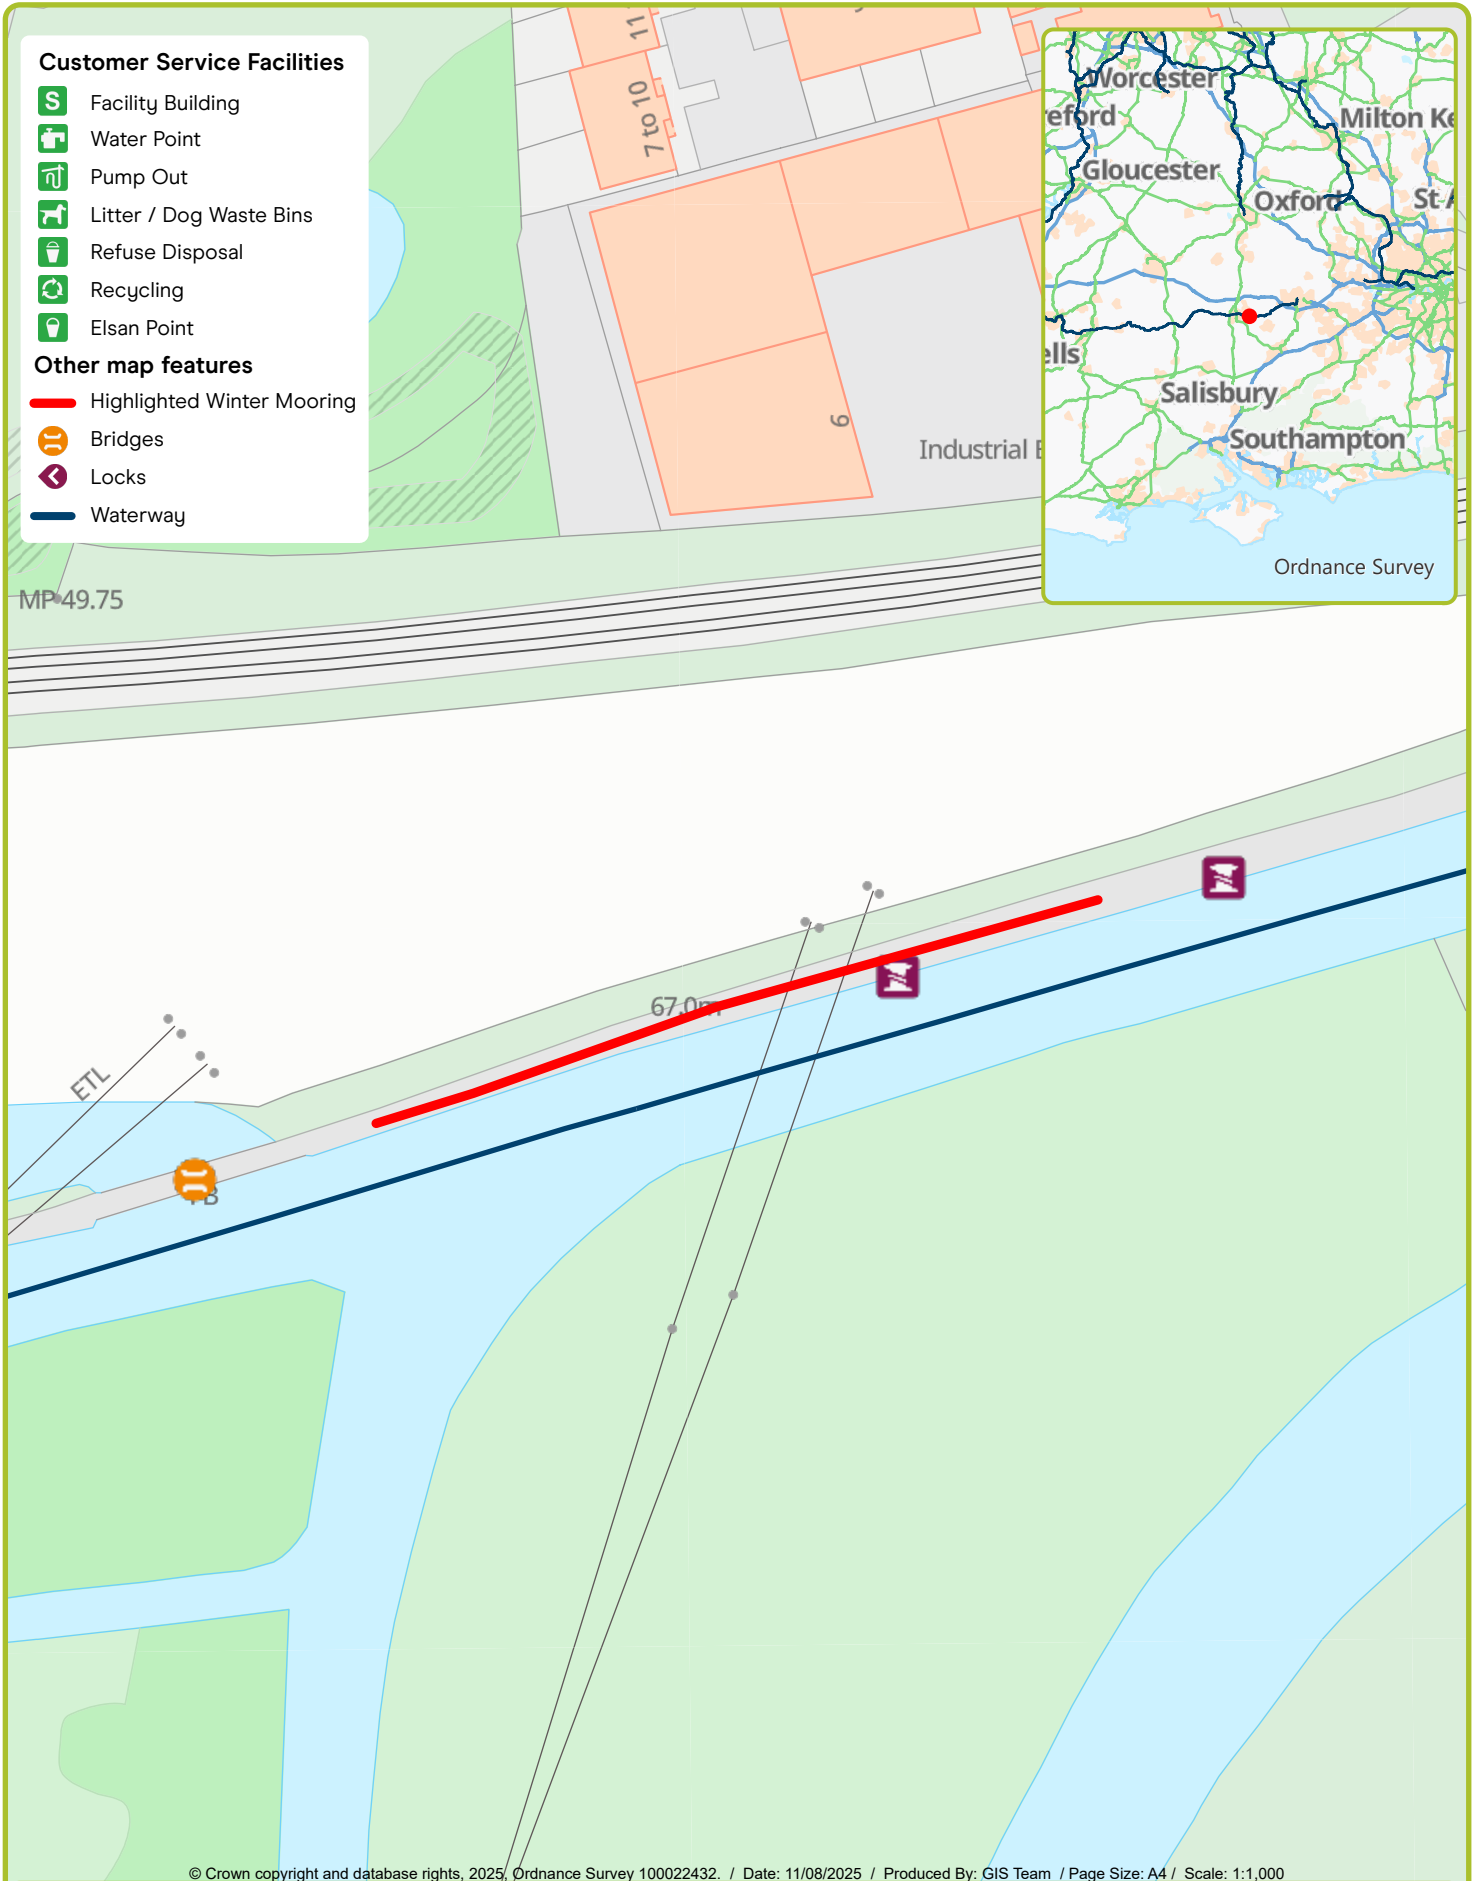 Customer Service Facilities
S Facility Building
Water Point
Pump Out
Litter / Dog Waste Bins
Refuse Disposal
Recycling
Elsan Point
Other map features
Highlighted Winter Mooring
Bridges
Locks
Waterway
11
7 to 10
6
Industrial E
MP 49.75
Worcester
reford
Milton Ke
Gloucester
Oxford
St A
ells
Salisbury
Southampton
Ordnance Survey
67.0m
ETL
© Crown copyright and database rights, 2025, Ordnance Survey 100022432. / Date: 11/08/2025 / Produced By: GIS Team / Page Size: A4 / Scale: 1:1,000